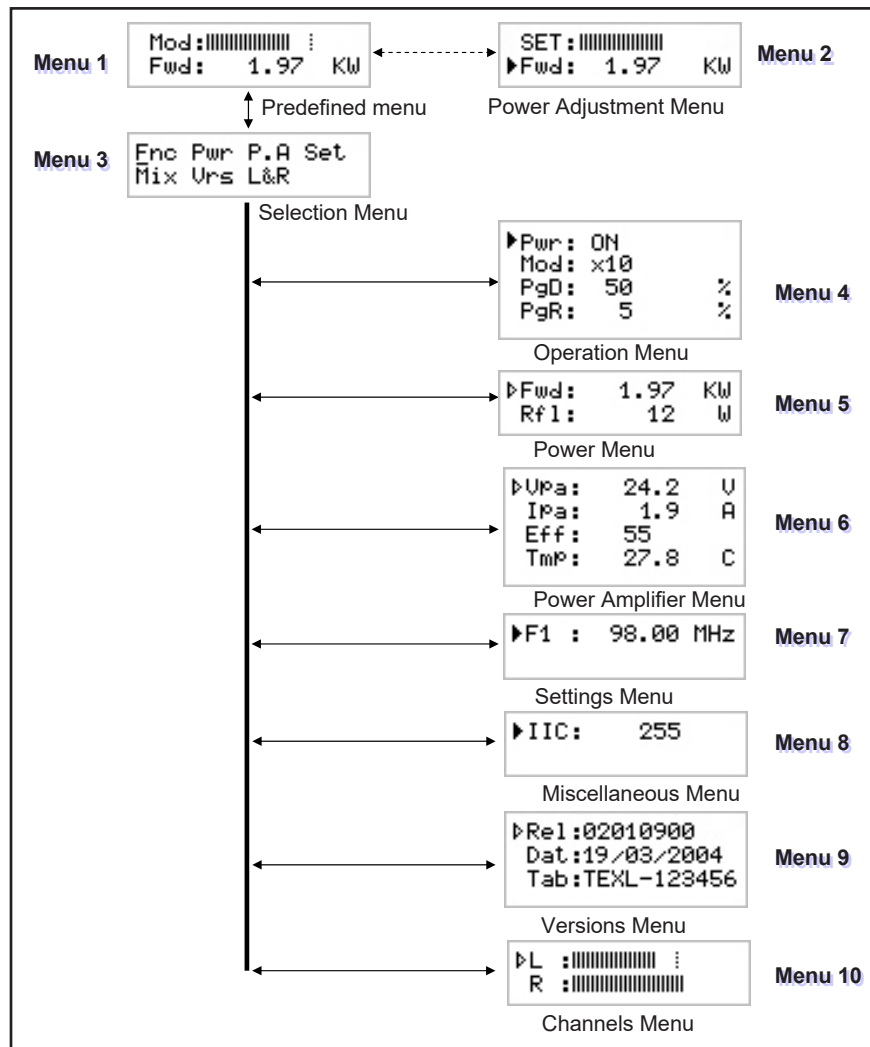 Menu 1
Mod:
Fwd: 1.97 KW
SET:
▶Fwd: 1.97 KW
Menu 2
Predefined menu
Power Adjustment Menu
Menu 3
Fnc Pwr P.A Set
Mix Vrs L&R
Selection Menu
▶Pwr: ON
Mod: x10
PgD: 50 %
PgR: 5 %
Menu 4
Operation Menu
▷Fwd: 1.97 KW
Rfl: 12 W
Menu 5
Power Menu
▷Vpa: 24.2 V
Ipa: 1.9 A
Eff: 55
Tmp: 27.8 C
Menu 6
Power Amplifier Menu
▶F1 : 98.00 MHz
Menu 7
Settings Menu
▶IIC: 255
Menu 8
Miscellaneous Menu
▷Rel:02010900
Dat:19/03/2004
Tab:TEXL-123456
Menu 9
Versions Menu
▷L :
R :
Menu 10
Channels Menu